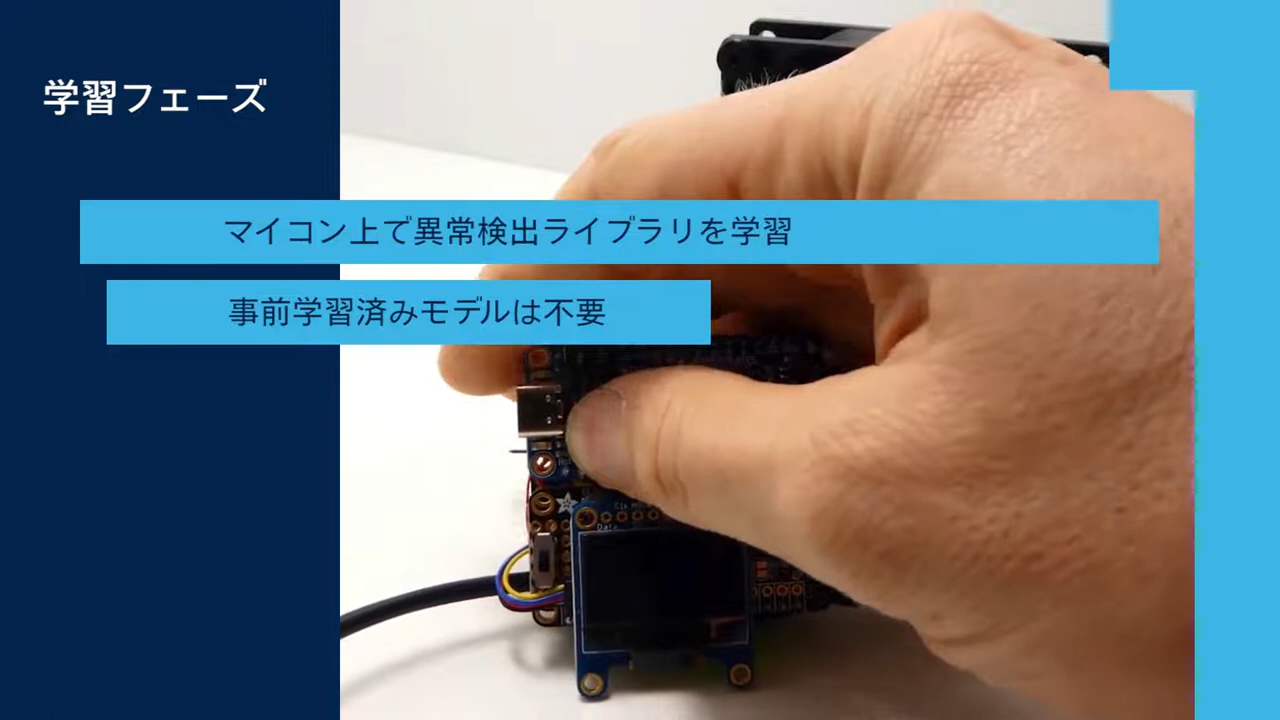 学習フェーズ
マイコン上で異常検出ライブラリを学習
事前学習済みモデルは不要
Data